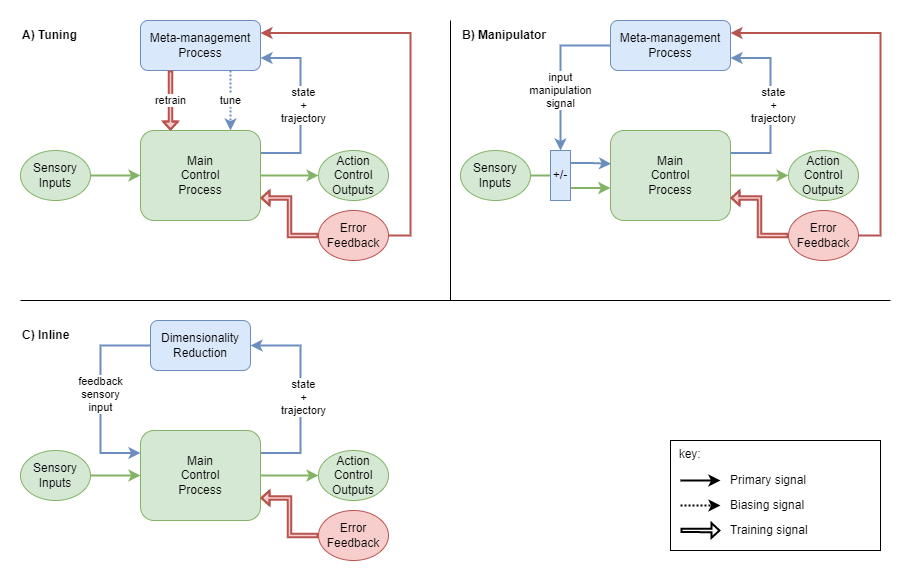 A) Tuning
Meta-management
Process
retrain
tune
state
+
trajectory
Sensory
Inputs
Main
Control
Process
Action
Control
Outputs
Error
Feedback
B) Manipulator
Meta-management
Process
input
manipulation
signal
state
+
trajectory
Sensory
Inputs
+/-
Main
Control
Process
Action
Control
Outputs
Error
Feedback
C) Inline
Dimensionality
Reduction
feedback
sensory
input
state
+
trajectory
Sensory
Inputs
Main
Control
Process
Action
Control
Outputs
Error
Feedback
key:
Primary signal
Biasing signal
Training signal